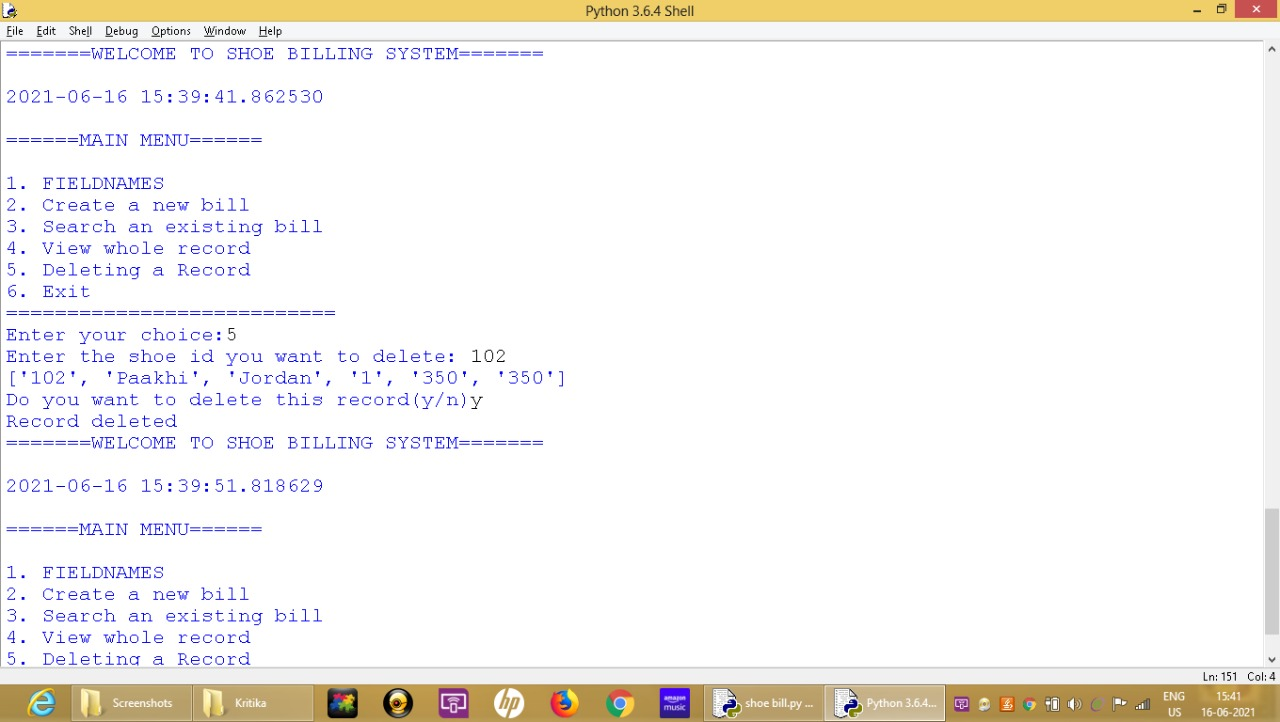 Python 3.6.4 Shell
File Edit Shell Debug Options Window Help
=======WELCOME TO SHOE BILLING SYSTEM=======
2021-06-16 15:39:41.862530
======MAIN MENU======
1. FIELDNAMES
2. Create a new bill
3. Search an existing bill
4. View whole record
5. Deleting a Record
6. Exit
===========================
Enter your choice:5
Enter the shoe id you want to delete: 102
['102', 'Paakhi', 'Jordan', '1', '350', '350']
Do you want to delete this record(y/n)y
Record deleted
=======WELCOME TO SHOE BILLING SYSTEM=======
2021-06-16 15:39:51.818629
======MAIN MENU======
1. FIELDNAMES
2. Create a new bill
3. Search an existing bill
4. View whole record
5. Deleting a Record
Ln: 151 Col: 4
Screenshots Kritika hp amazon music shoe bill.py ... Python 3.6.4... ENG US 15:41 16-06-2021